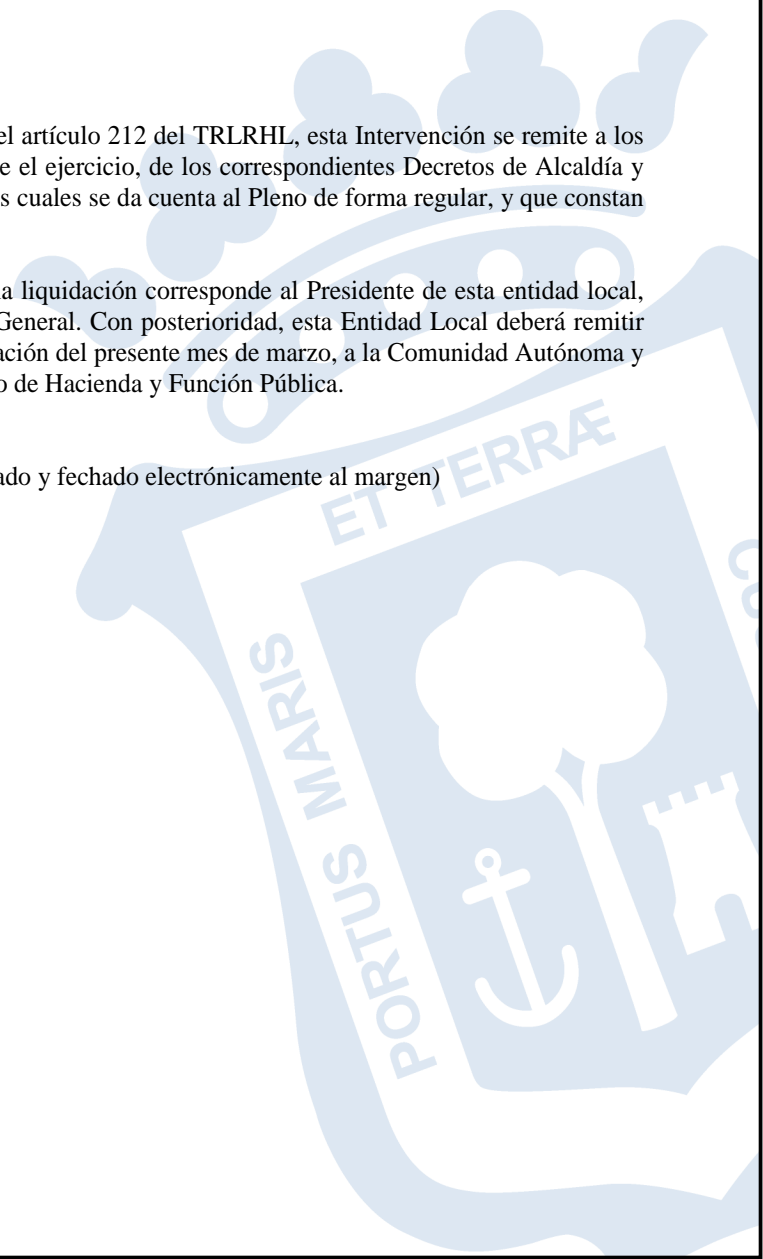 el artículo 212 del TRLRHL, esta Intervención se remite a los
e el ejercicio, de los correspondientes Decretos de Alcaldía y
s cuales se da cuenta al Pleno de forma regular, y que constan
a liquidación corresponde al Presidente de esta entidad local,
General. Con posterioridad, esta Entidad Local deberá remitir
ación del presente mes de marzo, a la Comunidad Autónoma y
o de Hacienda y Función Pública.
ado y fechado electrónicamente al margen)
PORTUS MARIS
ET TERRÆ